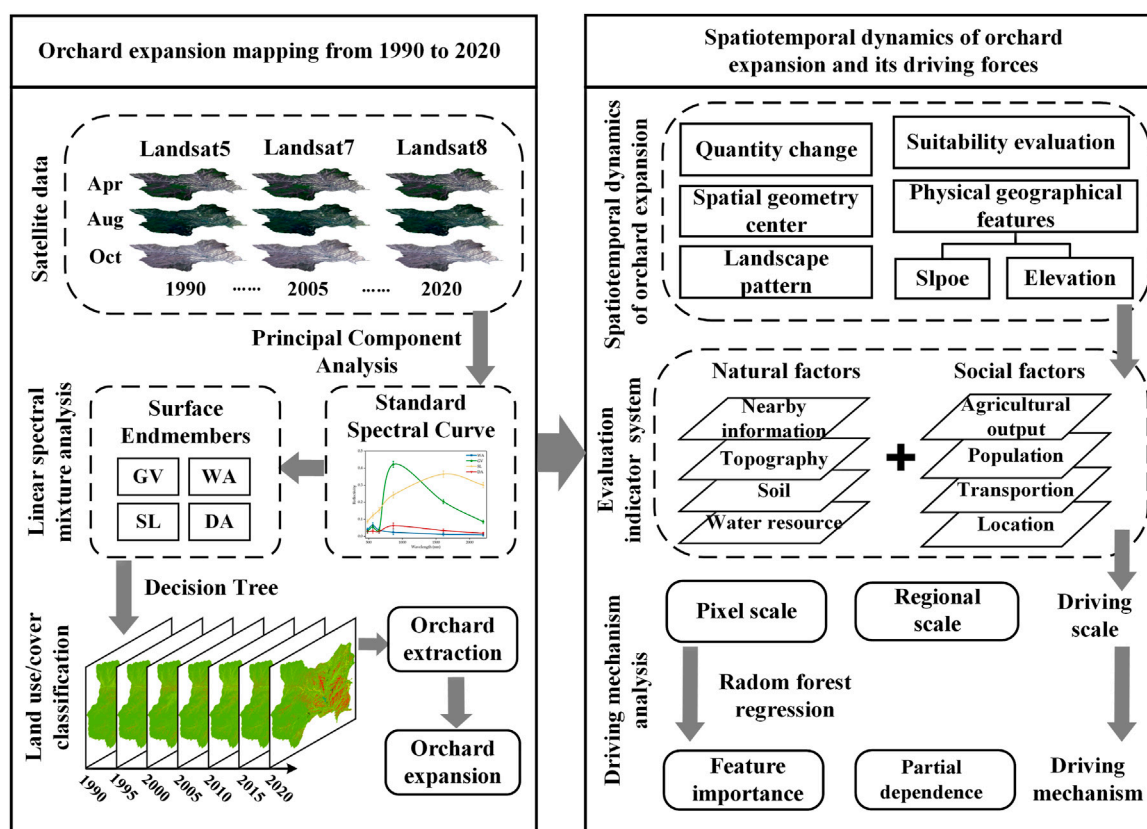 Orchard expansion mapping from 1990 to 2020
Satellite data
Landsat5 Landsat7 Landsat8
Apr
Aug
Oct
1990 ...... 2005 ...... 2020
Principal Component
Analysis
Linear spectral
mixture analysis
Surface
Endmembers
GV WA
SL DA
Standard
Spectral Curve
WA
GV
SL
DA
Decision Tree
Land use/cover
classification
1990
1995
2000
2005
2010
2015
2020
Orchard
extraction
Orchard
expansion
Spatiotemporal dynamics of orchard
expansion and its driving forces
Spatiotemporal dynamics
of orchard expansion
Quantity change
Spatial geometry
center
Landscape
pattern
Suitability evaluation
Physical geographical
features
Slpoe
Elevation
Evaluation
indicator system
Natural factors
Nearby
information
Topography
Soil
Water resource
+
Social factors
Agricultural
output
Population
Transportion
Location
Driving mechanism
analysis
Pixel scale
Regional
scale
Driving
scale
Radom forest
regression
Feature
importance
Partial
dependence
Driving
mechanism